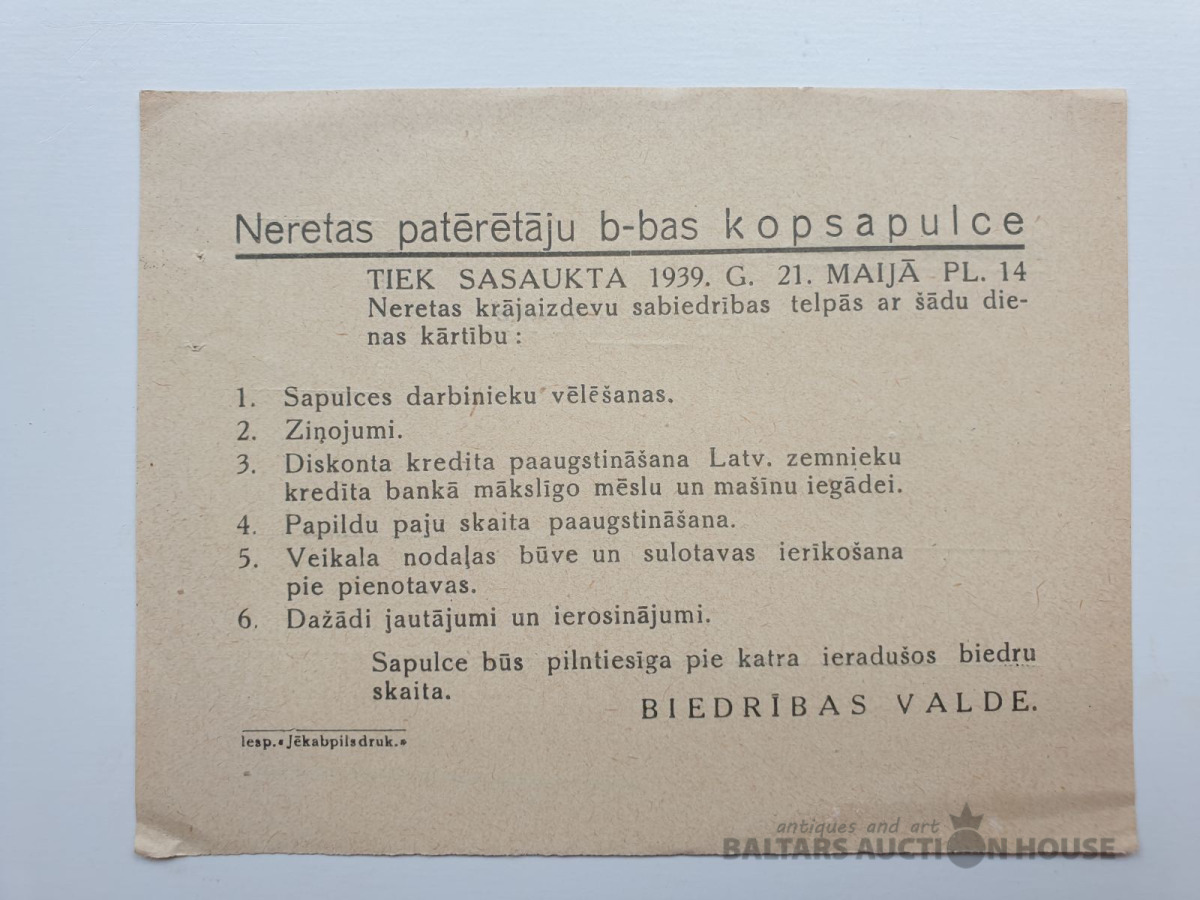 Neretas patērētāju b-bas kopsapulce
TIEK SASAUKTA 1939. G. 21. MAIJĀ PL. 14
Neretas krājaizdevu sabiedrības telpās ar šādu die-
nas kārtību:
1. Sapulces darbinieku vēlēšanas.
2. Ziņojumi.
3. Diskonta kredita paaugstināšana Latv. zemnieku
kredita bankā mākslīgo mēslu un mašīnu iegādei.
4. Papildu paju skaita paaugstināšana.
5. Veikala nodaļas būve un sulotavas ierīkošana
pie pienotavas.
6. Dažādi jautājumi un ierosinājumi.
Sapulce būs pilntiesīga pie katra ieradušos biedru
skaita.
BIEDRĪBAS VALDE.
Iesp. «Jēkabpils druk.»
antiques and art
BALTARS AUCTION HOUSE